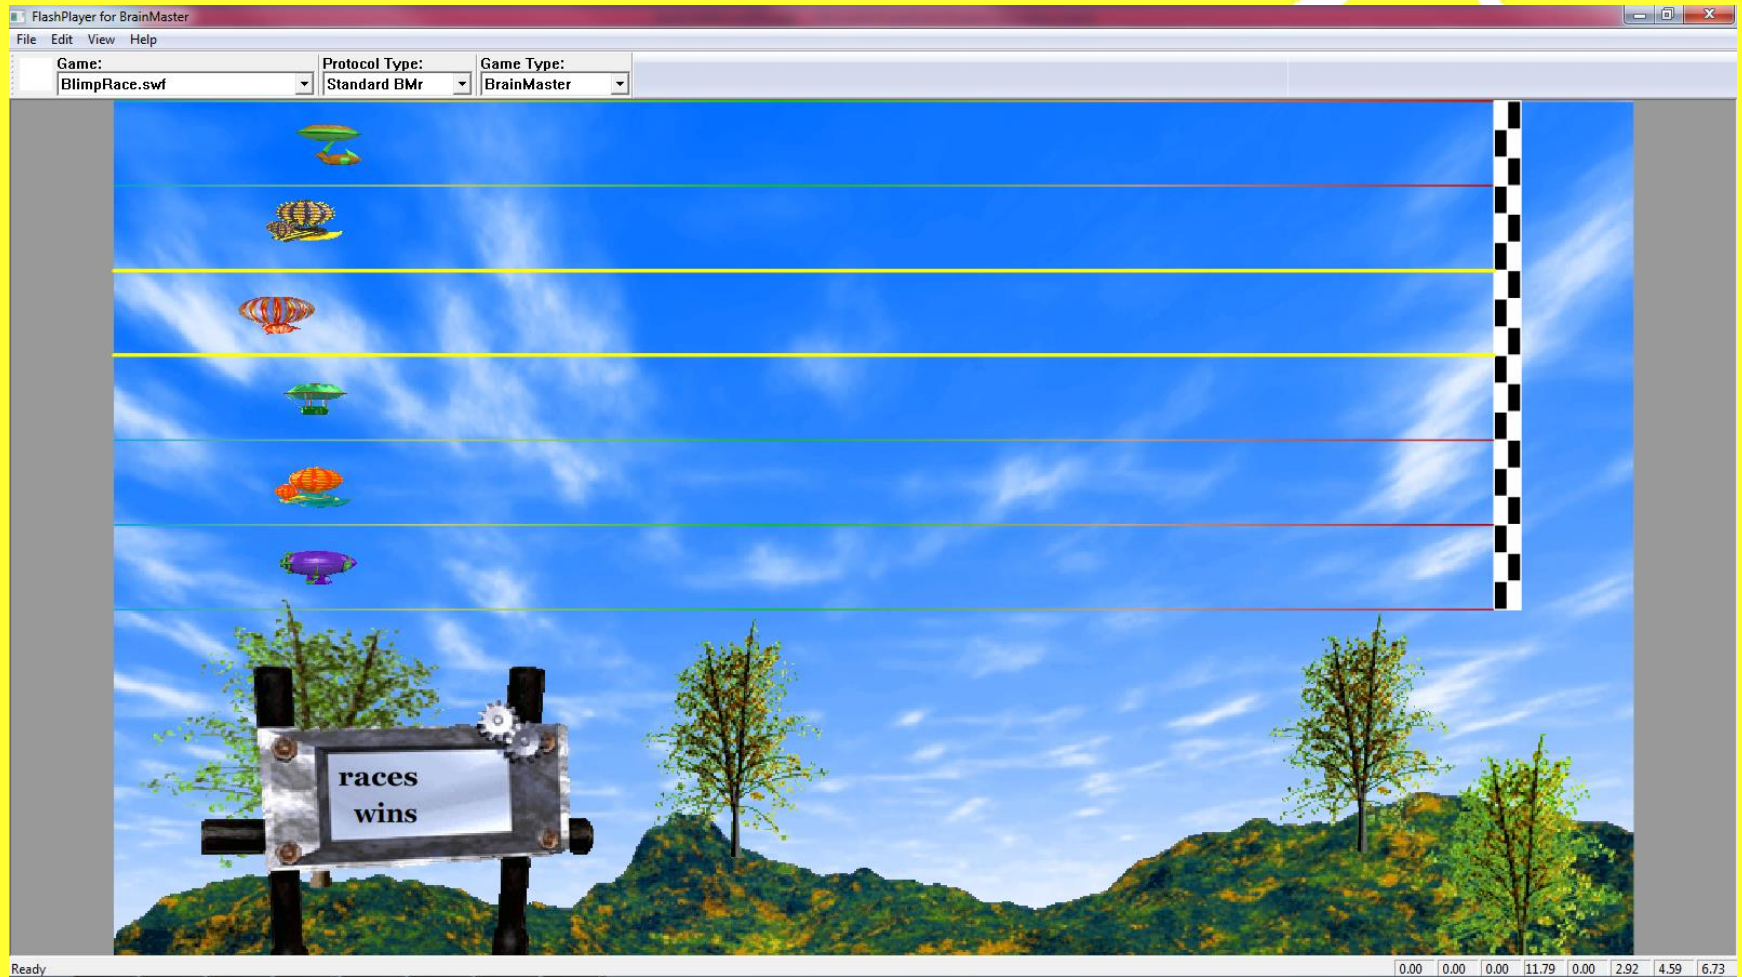 FlashPlayer for BrainMaster
File Edit View Help
Game: Protocol Type: Game Type:
BlimpRace.swf Standard BMr BrainMaster
races
wins
Ready 0.00 0.00 0.00 11.79 0.00 2.92 4.59 6.73